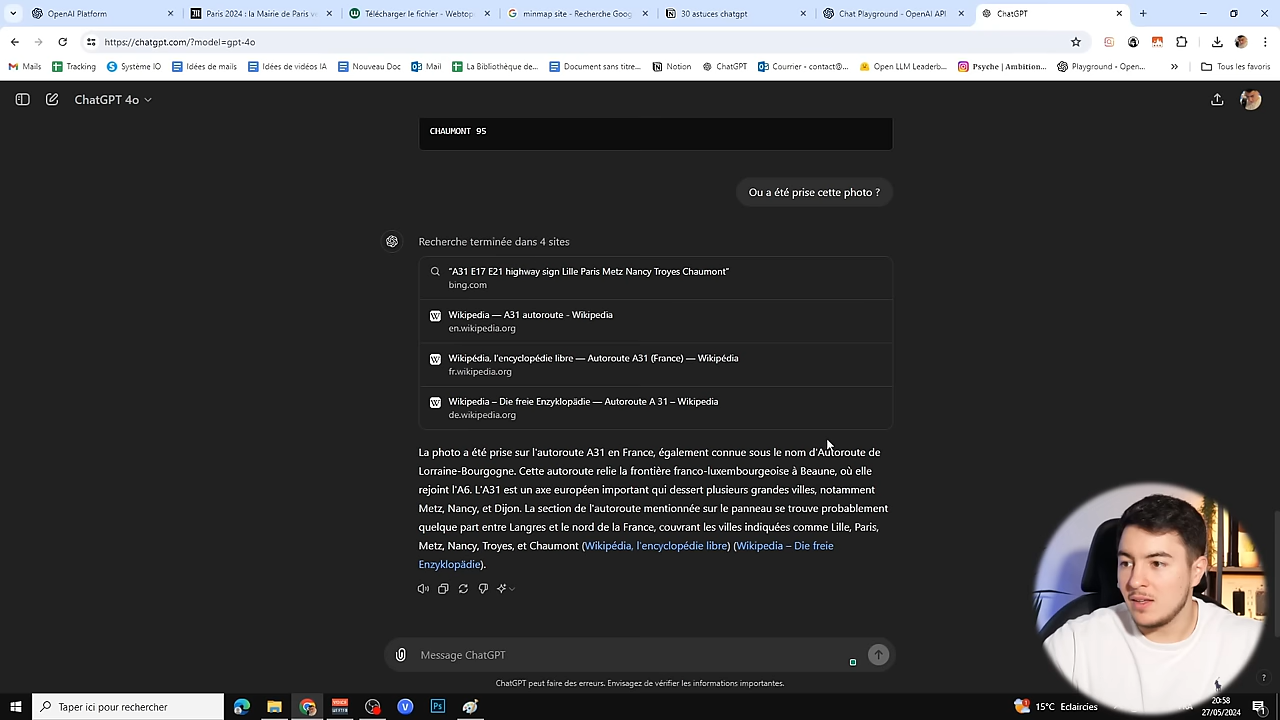 OpenAI Platform
Paris 2024 : la Mairie de Paris ve
Télécharger le fichier - Webtop
minmap site - Recherche Goog
30 astuces chatgpt
Chat Playground - OpenAI API
ChatGPT
https://chatgpt.com/?model=gpt-4o
Mails
Tracking
Système IO
Idées de mails
Idées de vidéos IA
Nouveau Doc
Mail
La Bibliothèque de...
Document sans titre...
Notion
ChatGPT
Courrier - contact@...
Open LLM Leaderb...
Psyche | Ambition...
Playground - Open...
Tous les favoris
ChatGPT 4o
CHAUMONT 95
Ou a été prise cette photo ?
Recherche terminée dans 4 sites
"A31 E17 E21 highway sign Lille Paris Metz Nancy Troyes Chaumont"
bing.com
Wikipedia — A31 autoroute - Wikipedia
en.wikipedia.org
Wikipédia, l'encyclopédie libre — Autoroute A31 (France) — Wikipédia
fr.wikipedia.org
Wikipedia – Die freie Enzyklopädie — Autoroute A 31 – Wikipedia
de.wikipedia.org
La photo a été prise sur l'autoroute A31 en France, également connue sous le nom d'Autoroute de
Lorraine-Bourgogne. Cette autoroute relie la frontière franco-luxembourgeoise à Beaune, où elle
rejoint l'A6. L'A31 est un axe européen important qui dessert plusieurs grandes villes, notamment
Metz, Nancy, et Dijon. La section de l'autoroute mentionnée sur le panneau se trouve probablement
quelque part entre Langres et le nord de la France, couvrant les villes indiquées comme Lille, Paris,
Metz, Nancy, Troyes, et Chaumont (Wikipédia, l'encyclopédie libre) (Wikipedia – Die freie
Enzyklopädie).
Message ChatGPT
ChatGPT peut faire des erreurs. Envisagez de vérifier les informations importantes.
Taper ici pour rechercher
15°C Eclaircies
20:58
27/05/2024